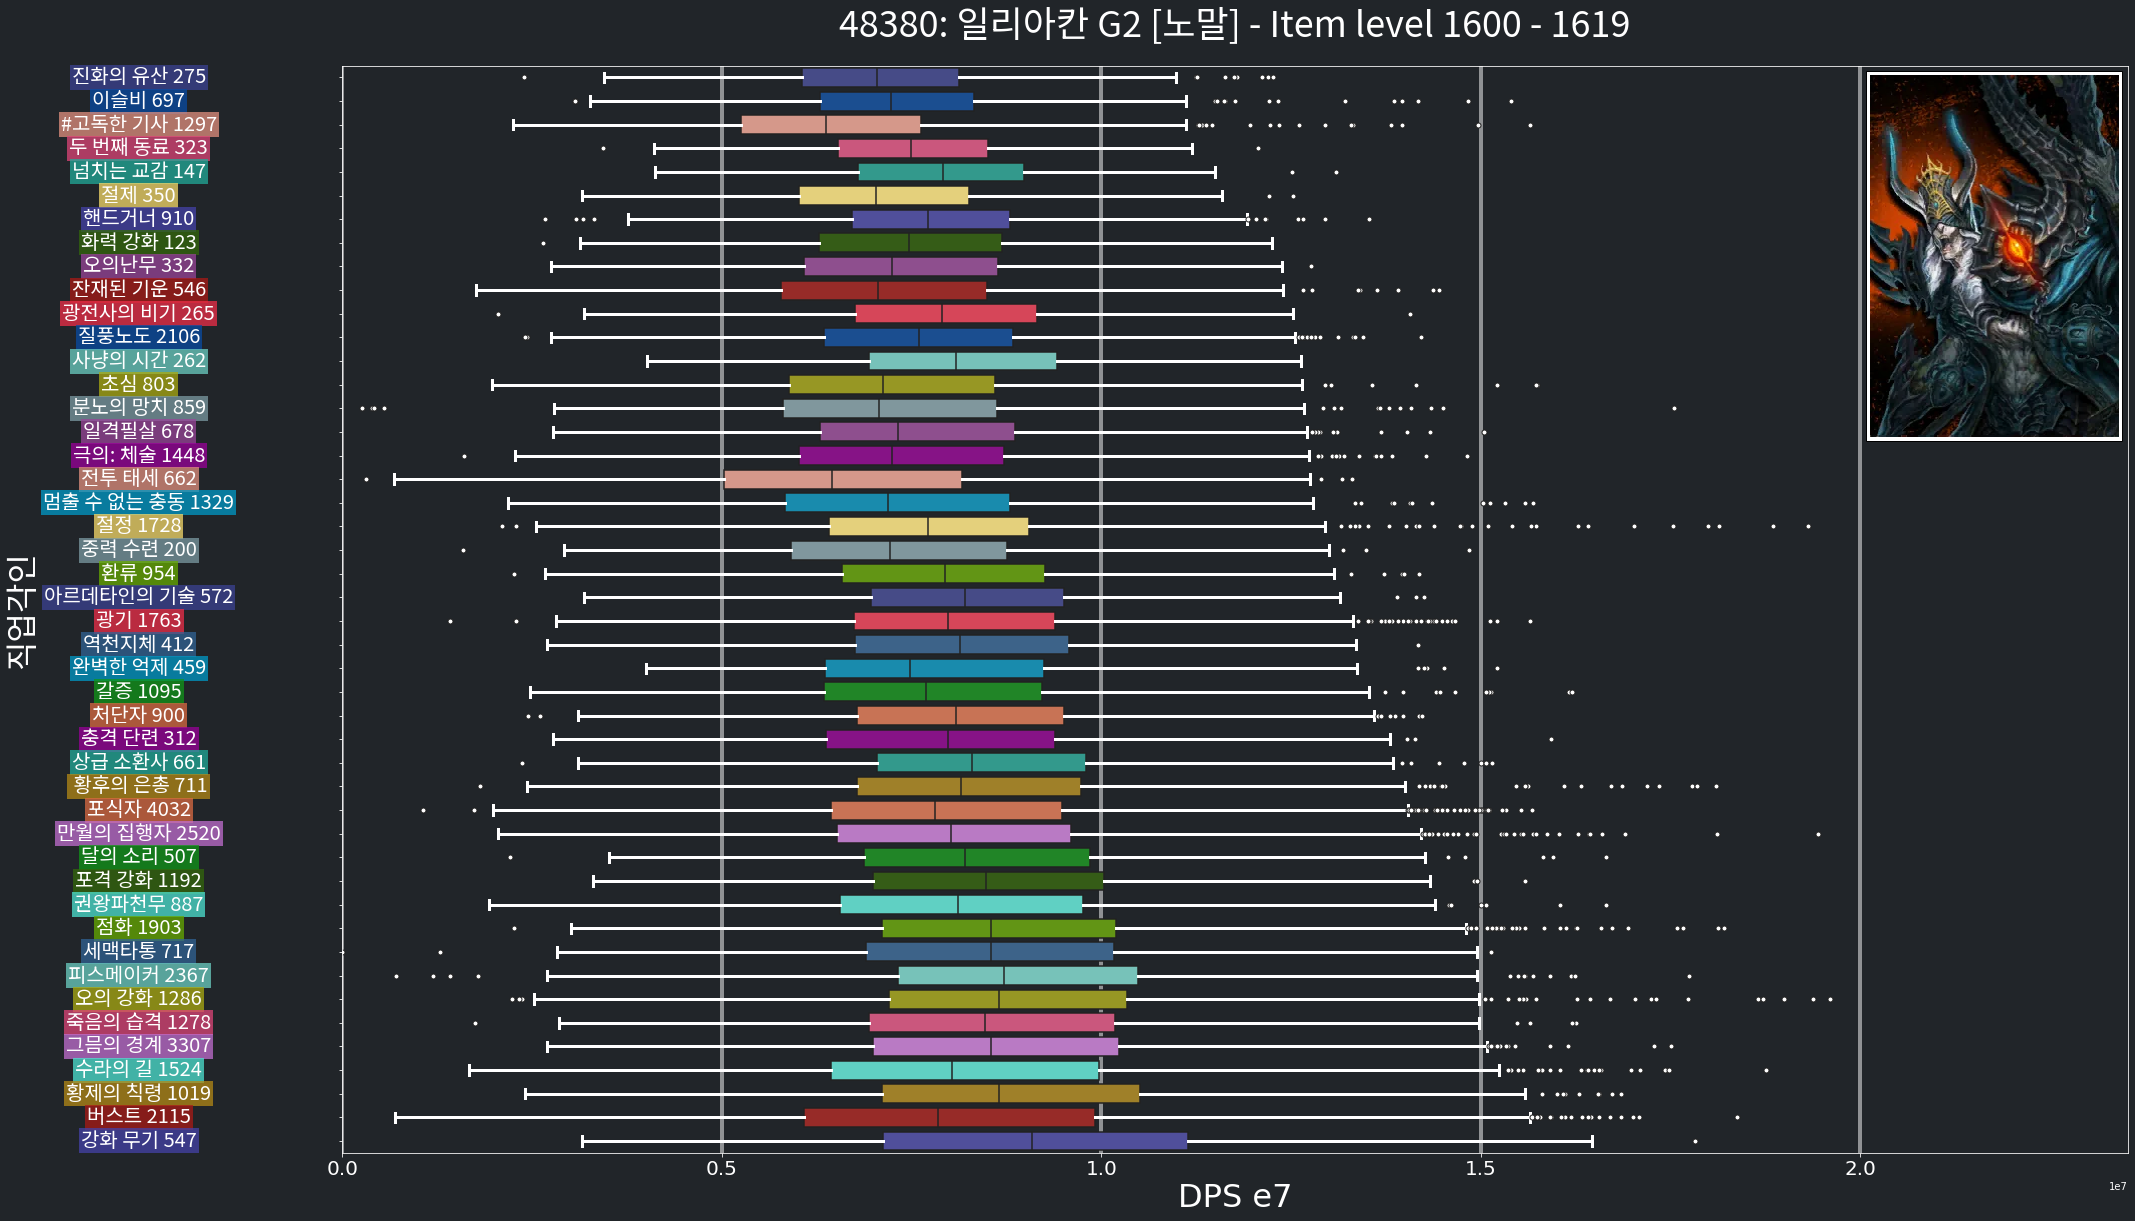 48380: 일리아칸 G2 [노말] - Item level 1600 - 1619
진화의 유산 275
이슬비 697
#고독한 기사 1297
두 번째 동료 323
넘치는 교감 147
절제 350
핸드거너 910
화력 강화 123
오의난무 332
잔재된 기운 546
광전사의 비기 265
질풍노도 2106
사냥의 시간 262
초심 803
분노의 망치 859
일격필살 678
극의: 체술 1448
전투 태세 662
멈출 수 없는 충동 1329
절정 1728
중력 수련 200
환류 954
아르데타인의 기술 572
광기 1763
역천지체 412
완벽한 억제 459
갈증 1095
처단자 900
충격 단련 312
상급 소환사 661
황후의 은총 711
포식자 4032
만월의 집행자 2520
달의 소리 507
포격 강화 1192
권왕파천무 887
점화 1903
세맥타통 717
피스메이커 2367
오의 강화 1286
죽음의 습격 1278
그믐의 경계 3307
수라의 길 1524
황제의 칙령 1019
버스트 2115
강화 무기 547
직업각인
0.0 0.5 1.0 1.5 2.0
DPS e7
1e7